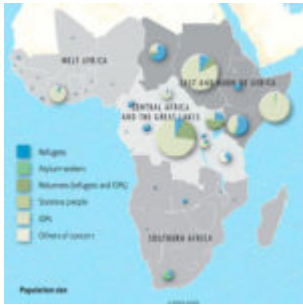 WEST AFRICA
EAST AND HORN OF AFRICA
CENTRAL AFRICA
AND THE GREAT LAKES
Refugees
Asylum-seekers
Returnees (refugees and IDPs)
Stateless people
IDPs
Others of concern
SOUTHERN AFRICA
Population size